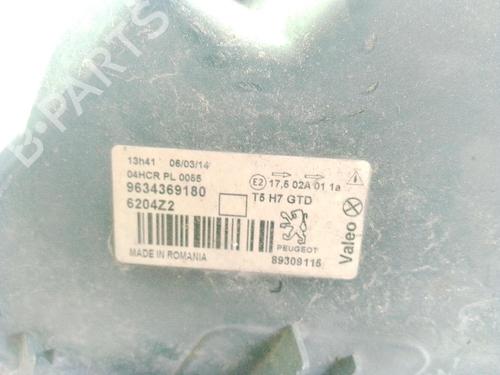 B-PARTS
13h41 06/03/14
04HCR PL 0085
9634369180
6204Z2
E2 17,5 02A 01 1a
T5 H7 GTD
PEUGEOT
Valeo
MADE IN ROMANIA
89309115